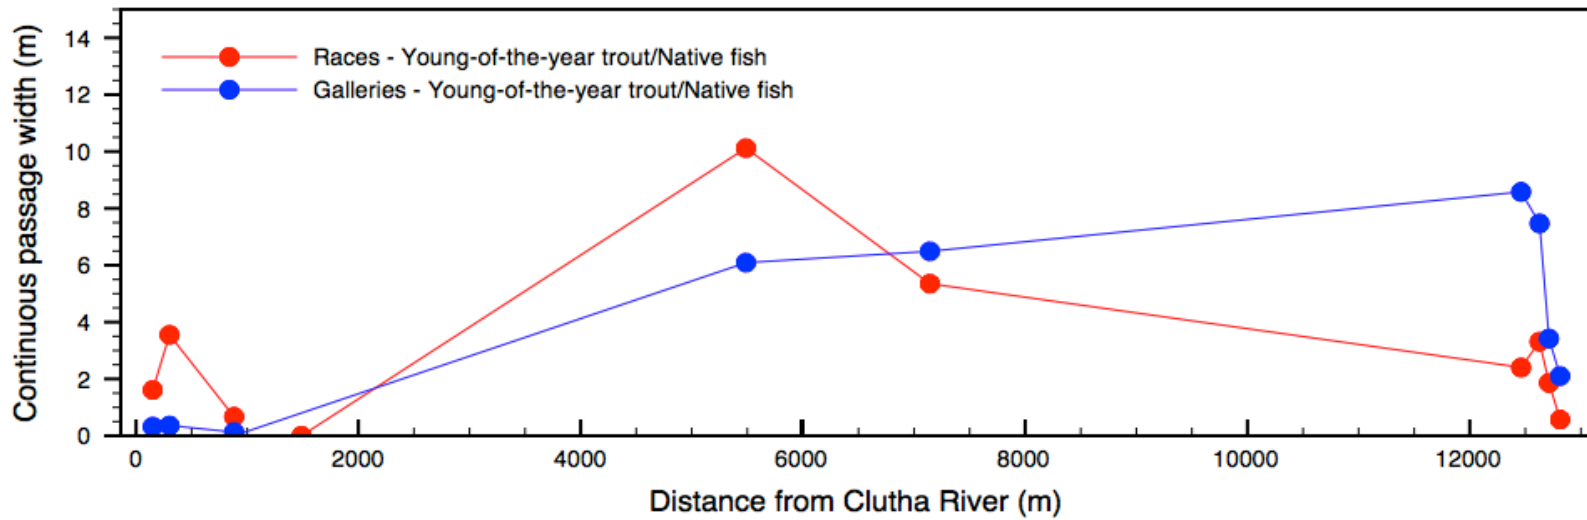 Continuous passage width (m)
14
12
10
8
6
4
2
0
Races - Young-of-the-year trout/Native fish
Galleries - Young-of-the-year trout/Native fish
0 2000 4000 6000 8000 10000 12000
Distance from Clutha River (m)